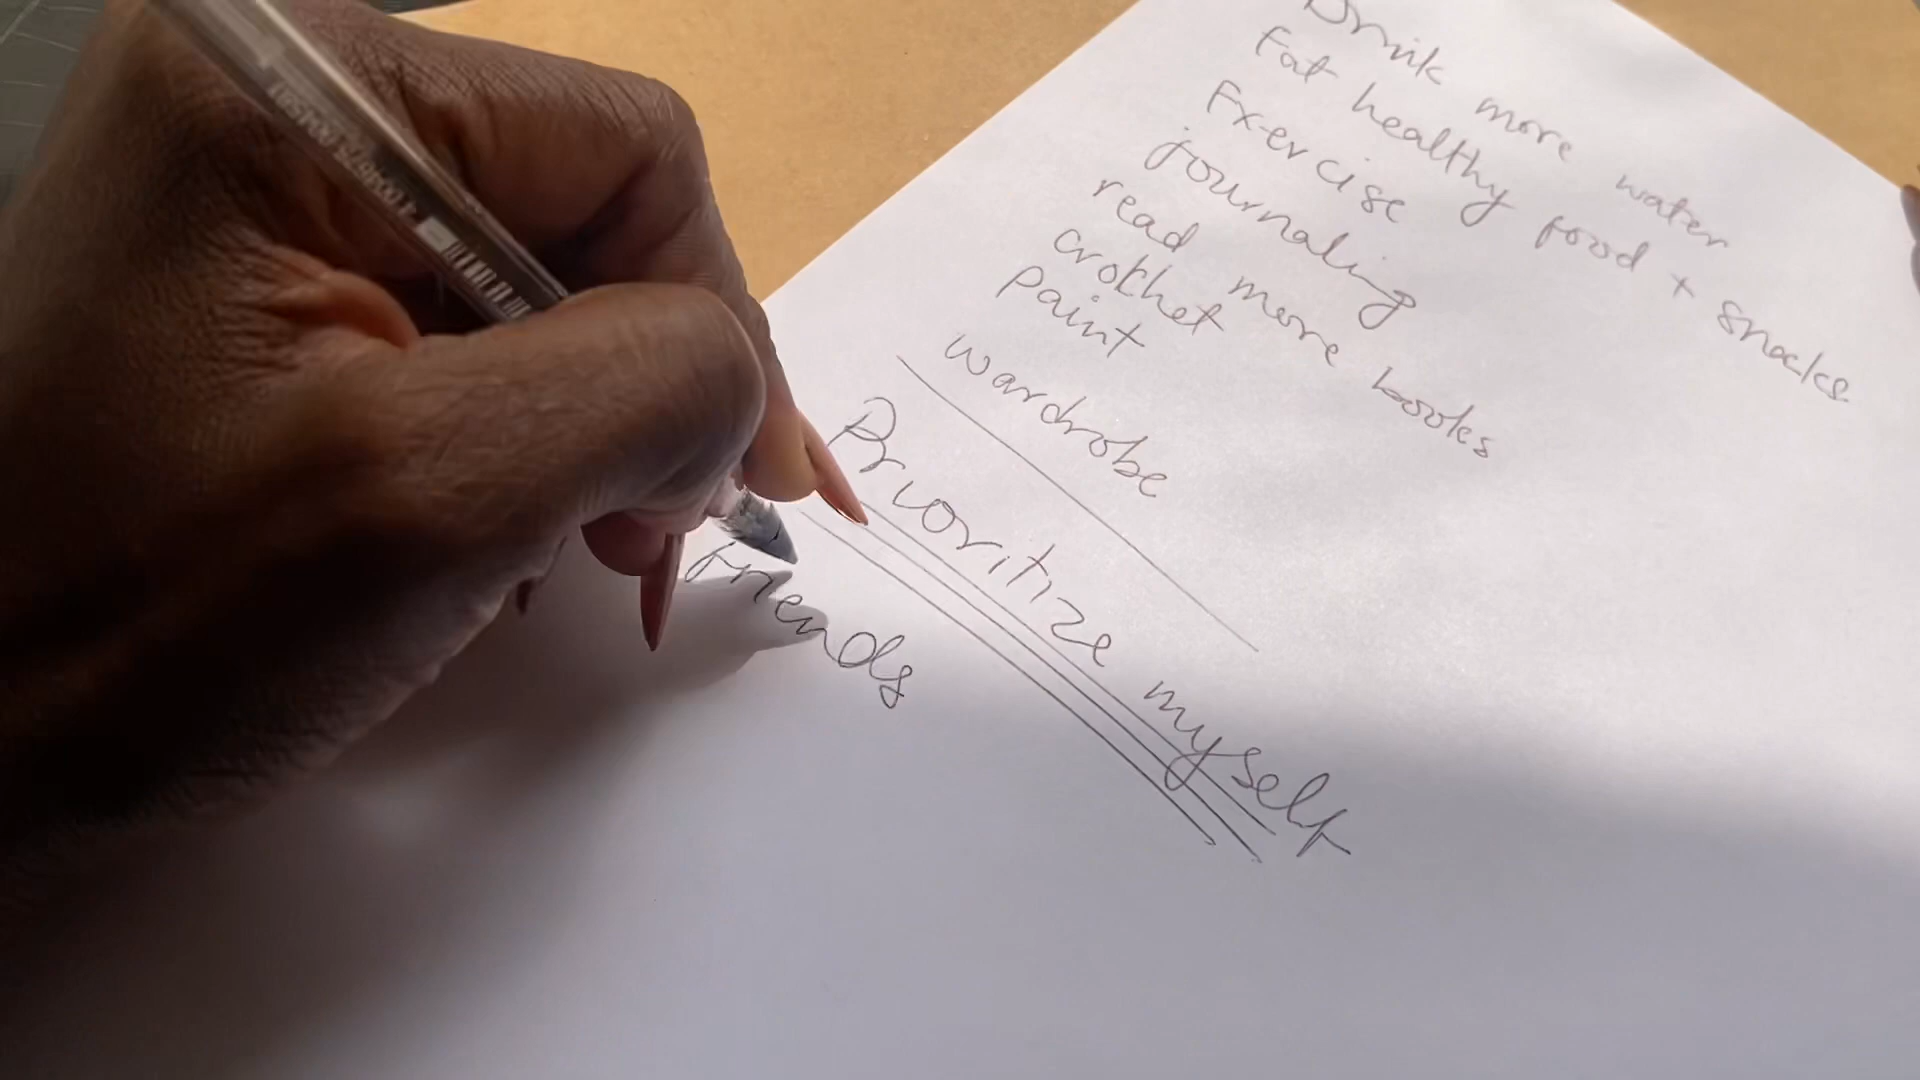 Drink more water
Eat healthy food + snacks
Exercise
journaling
read more books
crothet
paint
wardrobe
Prioritize myself
friends